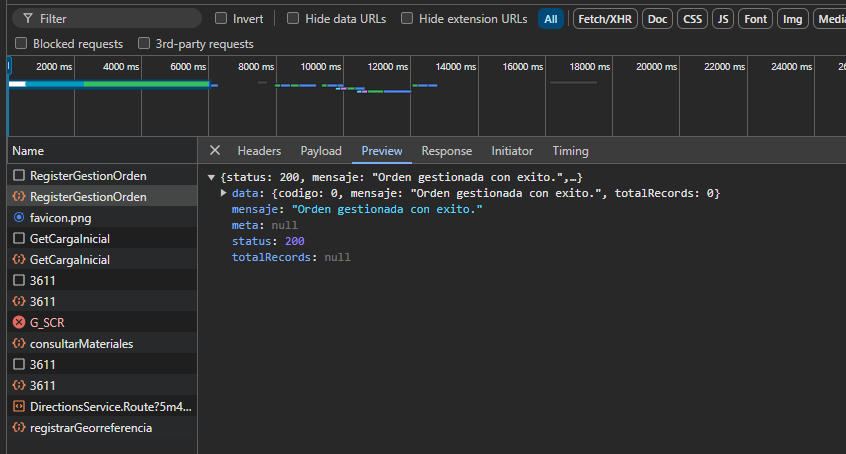 Filter Invert Hide data URLs Hide extension URLs All Fetch/XHR Doc CSS JS Font Img Media
Blocked requests 3rd-party requests
2000 ms 4000 ms 6000 ms 8000 ms 10000 ms 12000 ms 14000 ms 16000 ms 18000 ms 20000 ms 22000 ms 24000 ms 26
Name Headers Payload Preview Response Initiator Timing
RegisterGestionOrden
RegisterGestionOrden
favicon.png
GetCargaInicial
GetCargaInicial
3611
3611
G_SCR
consultarMateriales
3611
3611
DirectionsService.Route?5m4...
registrarGeorreferencia
{status: 200, mensaje: "Orden gestionada con exito.",…}
data: {codigo: 0, mensaje: "Orden gestionada con exito.", totalRecords: 0}
mensaje: "Orden gestionada con exito."
meta: null
status: 200
totalRecords: null